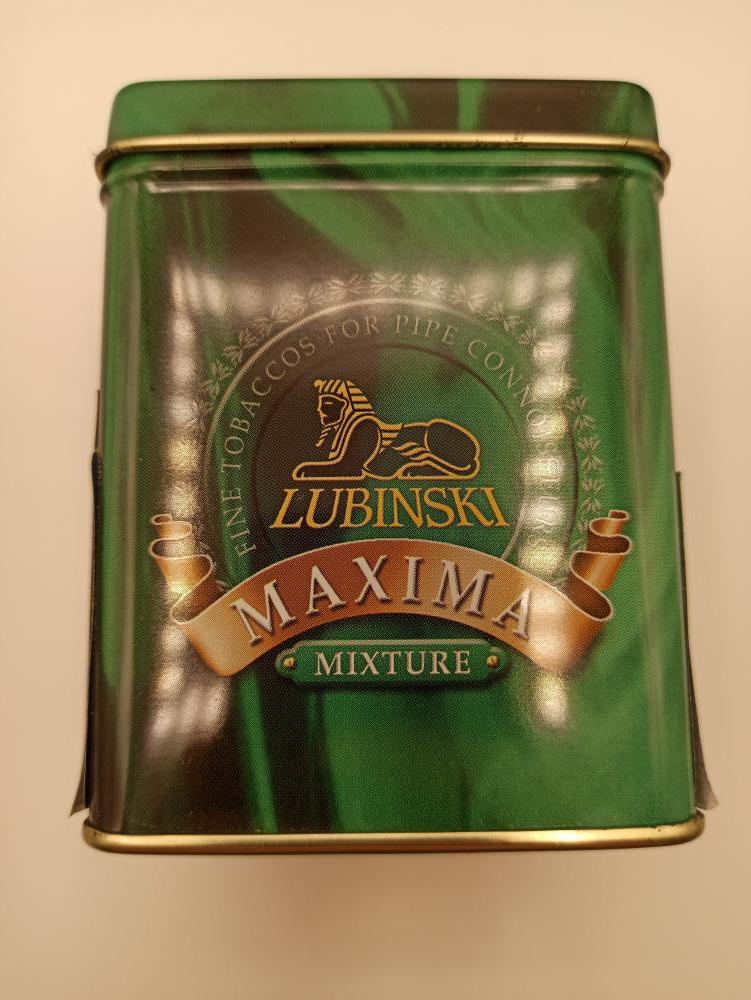 FINE TOBACCOS FOR PIPE CONNOISSEURS
LUBINSKI
MAXIMA
MIXTURE